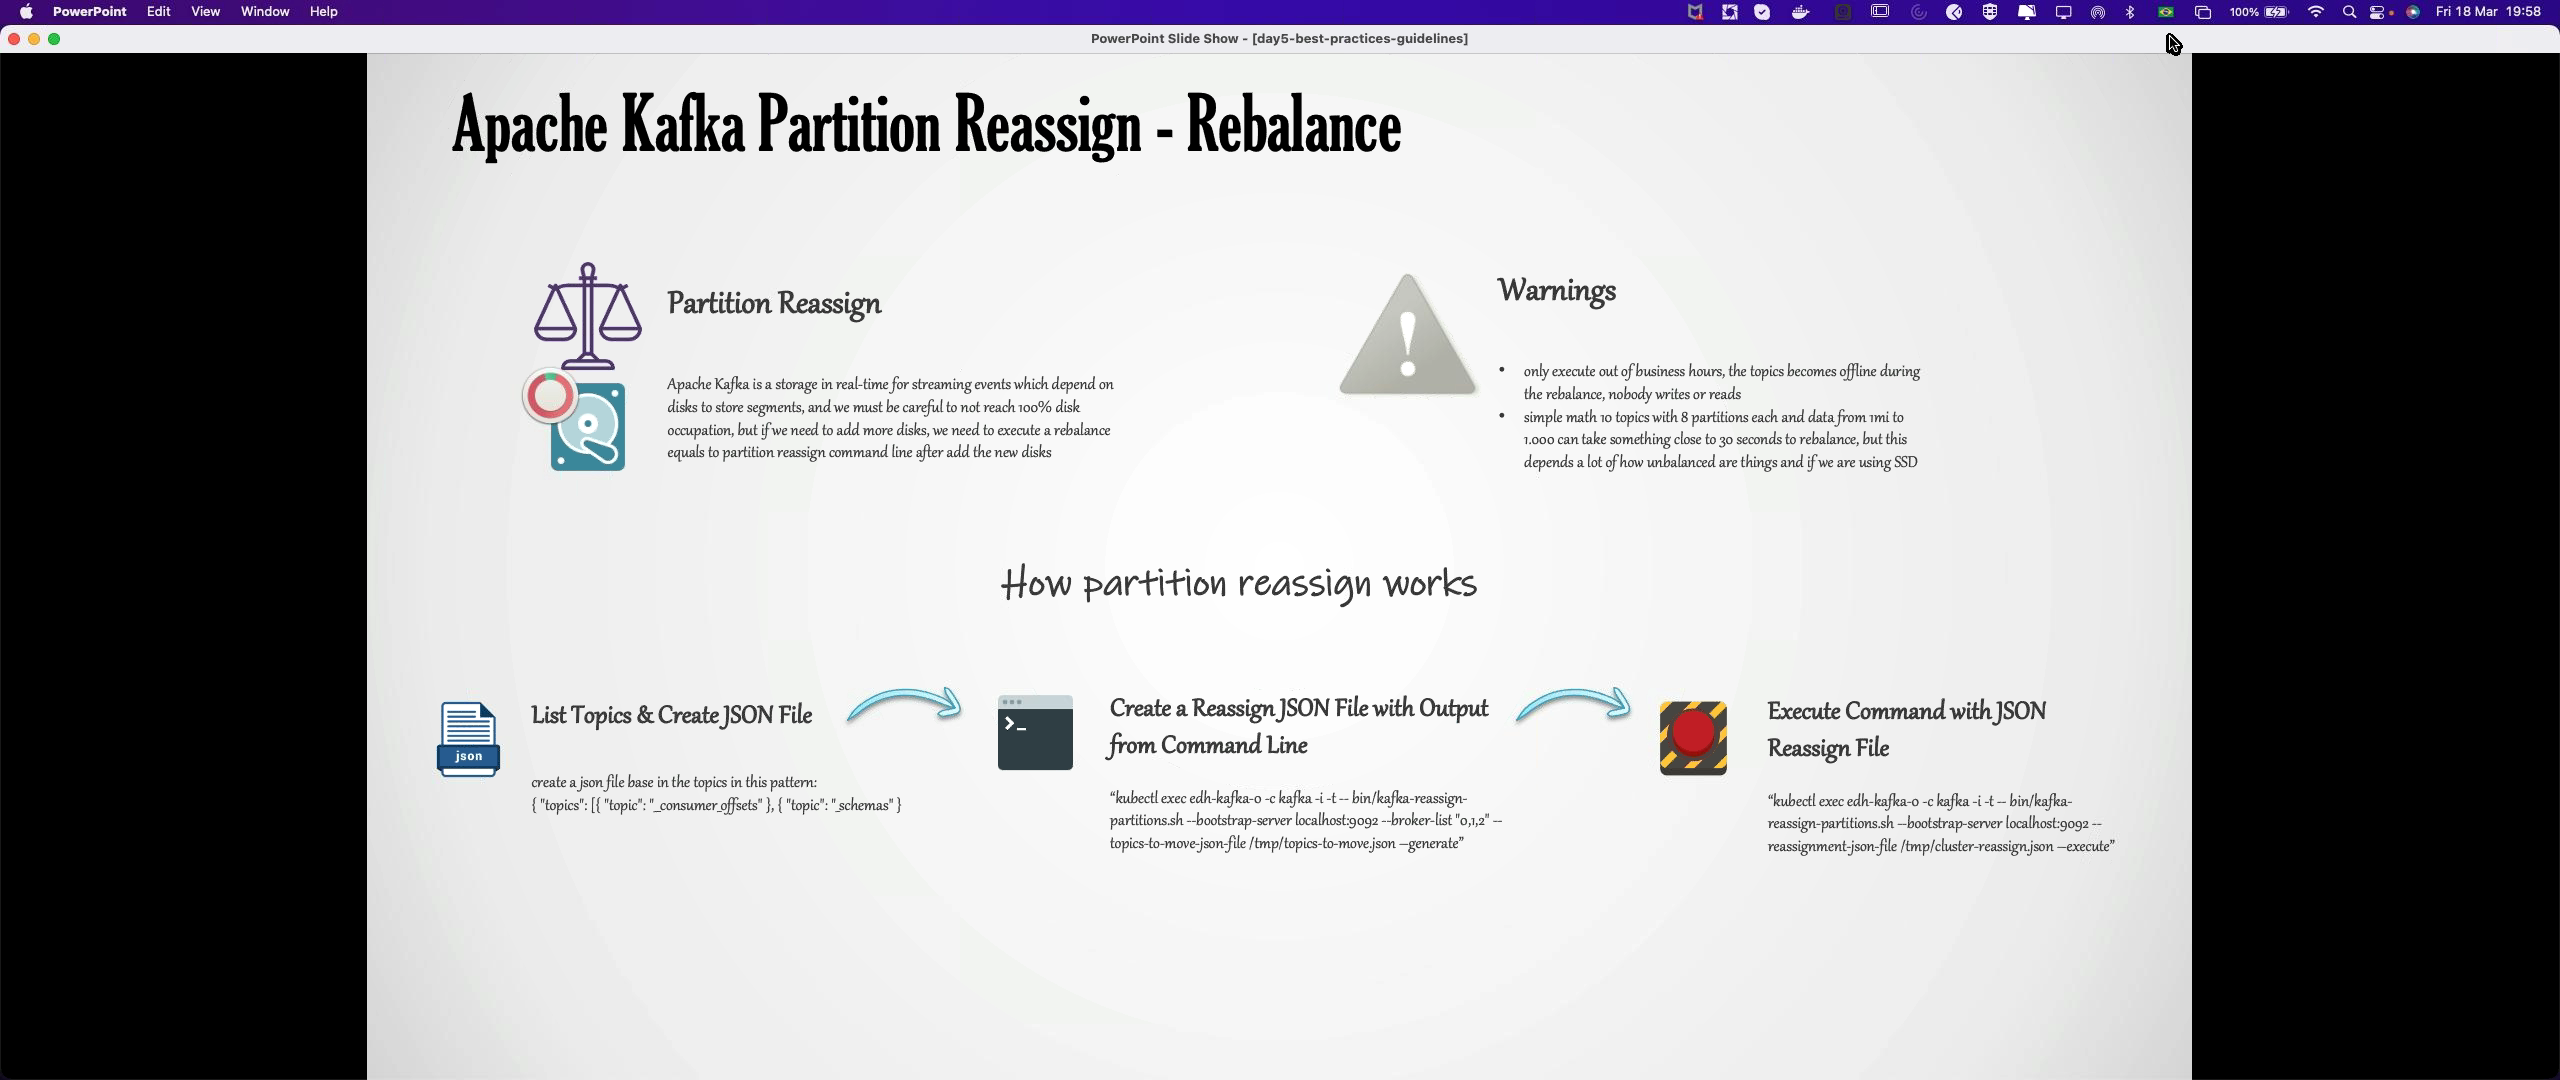 PowerPoint Edit View Window Help
100% Fri 18 Mar 19:58
PowerPoint Slide Show - [day5-best-practices-guidelines]
Apache Kafka Partition Reassign - Rebalance
Partition Reassign
Apache Kafka is a storage in real-time for streaming events which depend on
disks to store segments, and we must be careful to not reach 100% disk
occupation, but if we need to add more disks, we need to execute a rebalance
equals to partition reassign command line after add the new disks
Warnings
• only execute out of business hours, the topics becomes offline during
the rebalance, nobody writes or reads
• simple math 10 topics with 8 partitions each and data from 1mi to
1.000 can take something close to 30 seconds to rebalance, but this
depends a lot of how unbalanced are things and if we are using SSD
How partition reassign works
json
List Topics & Create JSON File
create a json file base in the topics in this pattern:
{ "topics": [{ "topic": "_consumer_offsets" }, { "topic": "_schemas" }
Create a Reassign JSON File with Output
from Command Line
“kubectl exec edh-kafka-0 -c kafka -i -t -- bin/kafka-reassign-
partitions.sh --bootstrap-server localhost:9092 --broker-list "0,1,2" --
topics-to-move-json-file /tmp/topics-to-move.json –generate”
Execute Command with JSON
Reassign File
“kubectl exec edh-kafka-0 -c kafka -i -t -- bin/kafka-
reassign-partitions.sh --bootstrap-server localhost:9092 --
reassignment-json-file /tmp/cluster-reassign.json –execute”